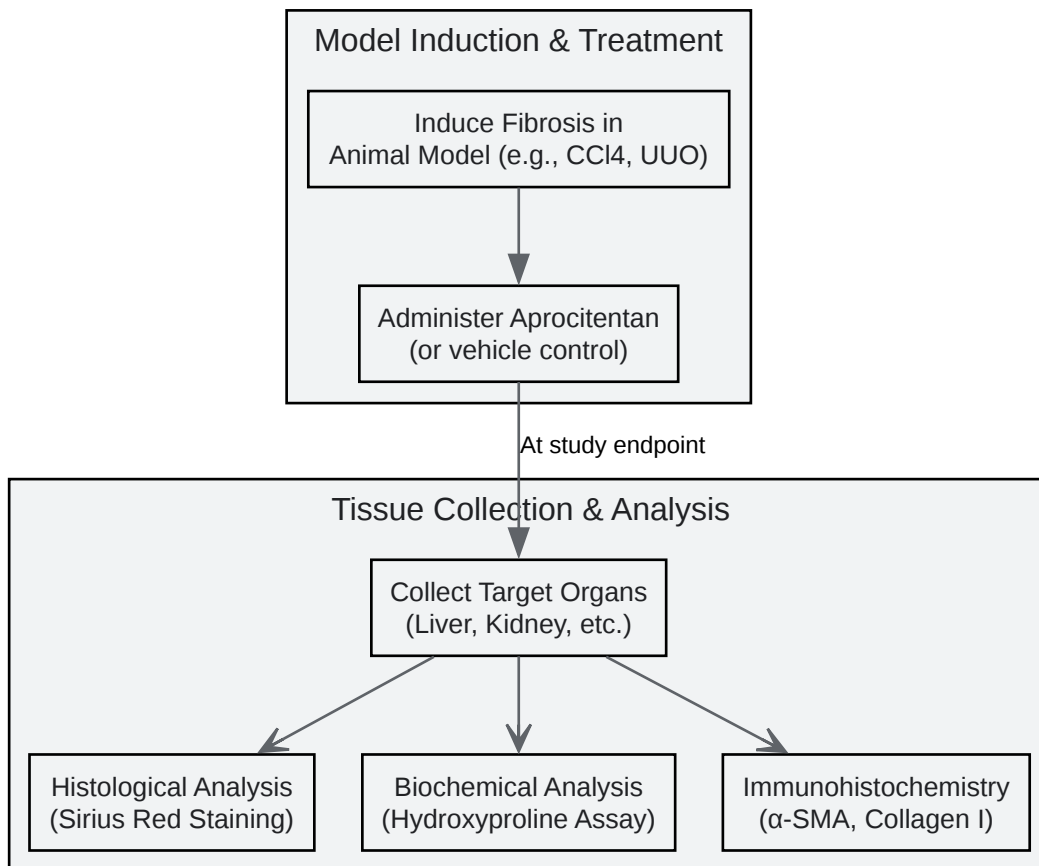 Model Induction & Treatment
Induce Fibrosis in
Animal Model (e.g., CCl4, UUO)
Administer Aprocitentan
(or vehicle control)
At study endpoint
Tissue Collection & Analysis
Collect Target Organs
(Liver, Kidney, etc.)
Histological Analysis
(Sirius Red Staining)
Biochemical Analysis
(Hydroxyproline Assay)
Immunohistochemistry
(α-SMA, Collagen I)